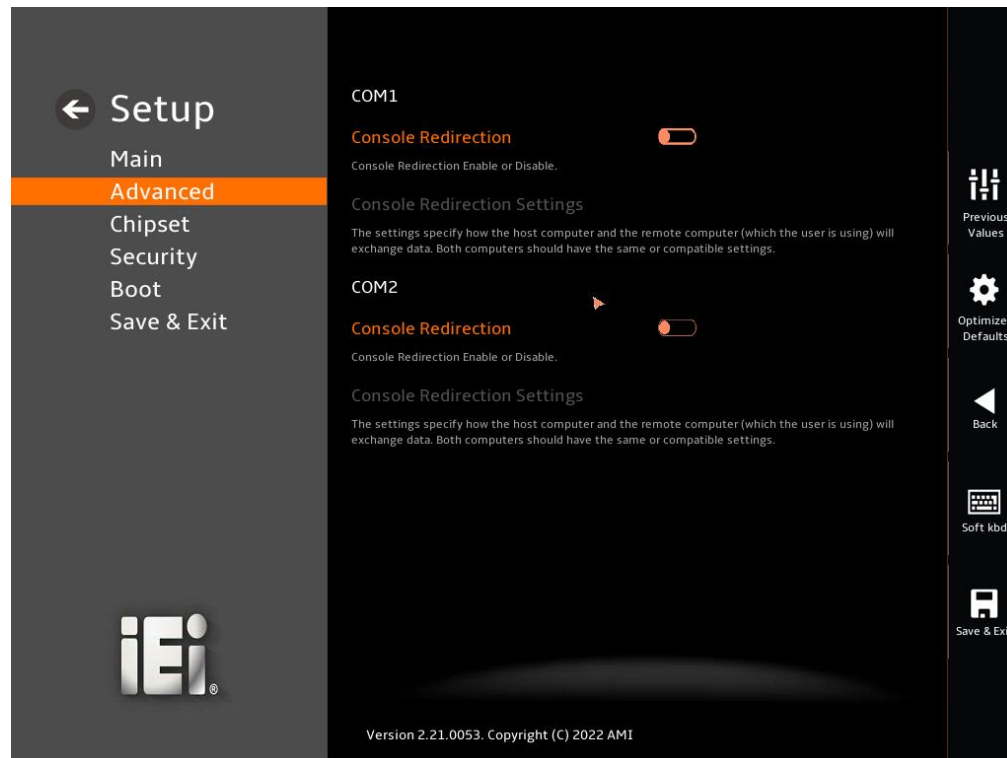 Setup
Main
Advanced
Chipset
Security
Boot
Save & Exit
iEi®
COM1
Console Redirection
Console Redirection Enable or Disable.
Console Redirection Settings
The settings specify how the host computer and the remote computer (which the user is using) will
exchange data. Both computers should have the same or compatible settings.
COM2
Console Redirection
Console Redirection Enable or Disable.
Console Redirection Settings
The settings specify how the host computer and the remote computer (which the user is using) will
exchange data. Both computers should have the same or compatible settings.
Version 2.21.0053. Copyright (C) 2022 AMI
Previous
Values
Optimize
Defaults
Back
Soft kbd
Save & Exi